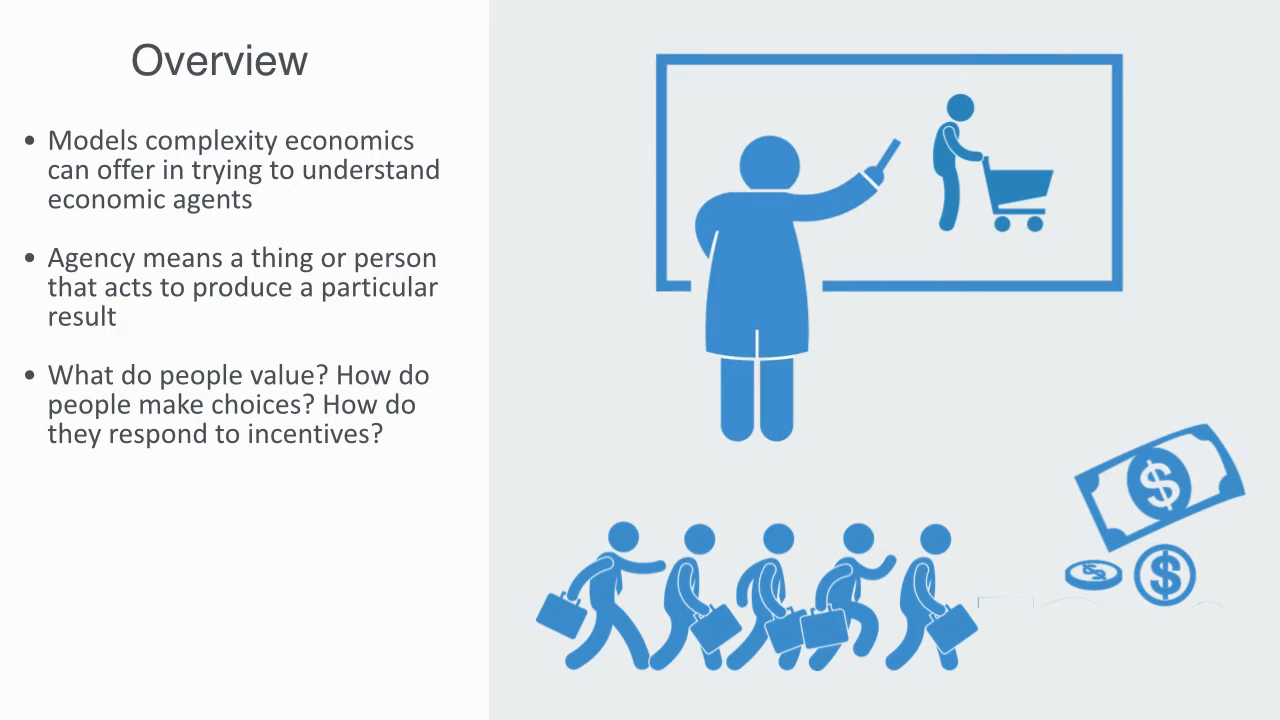 Overview
• Models complexity economics
can offer in trying to understand
economic agents
• Agency means a thing or person
that acts to produce a particular
result
• What do people value? How do
people make choices? How do
they respond to incentives?
$
$
$